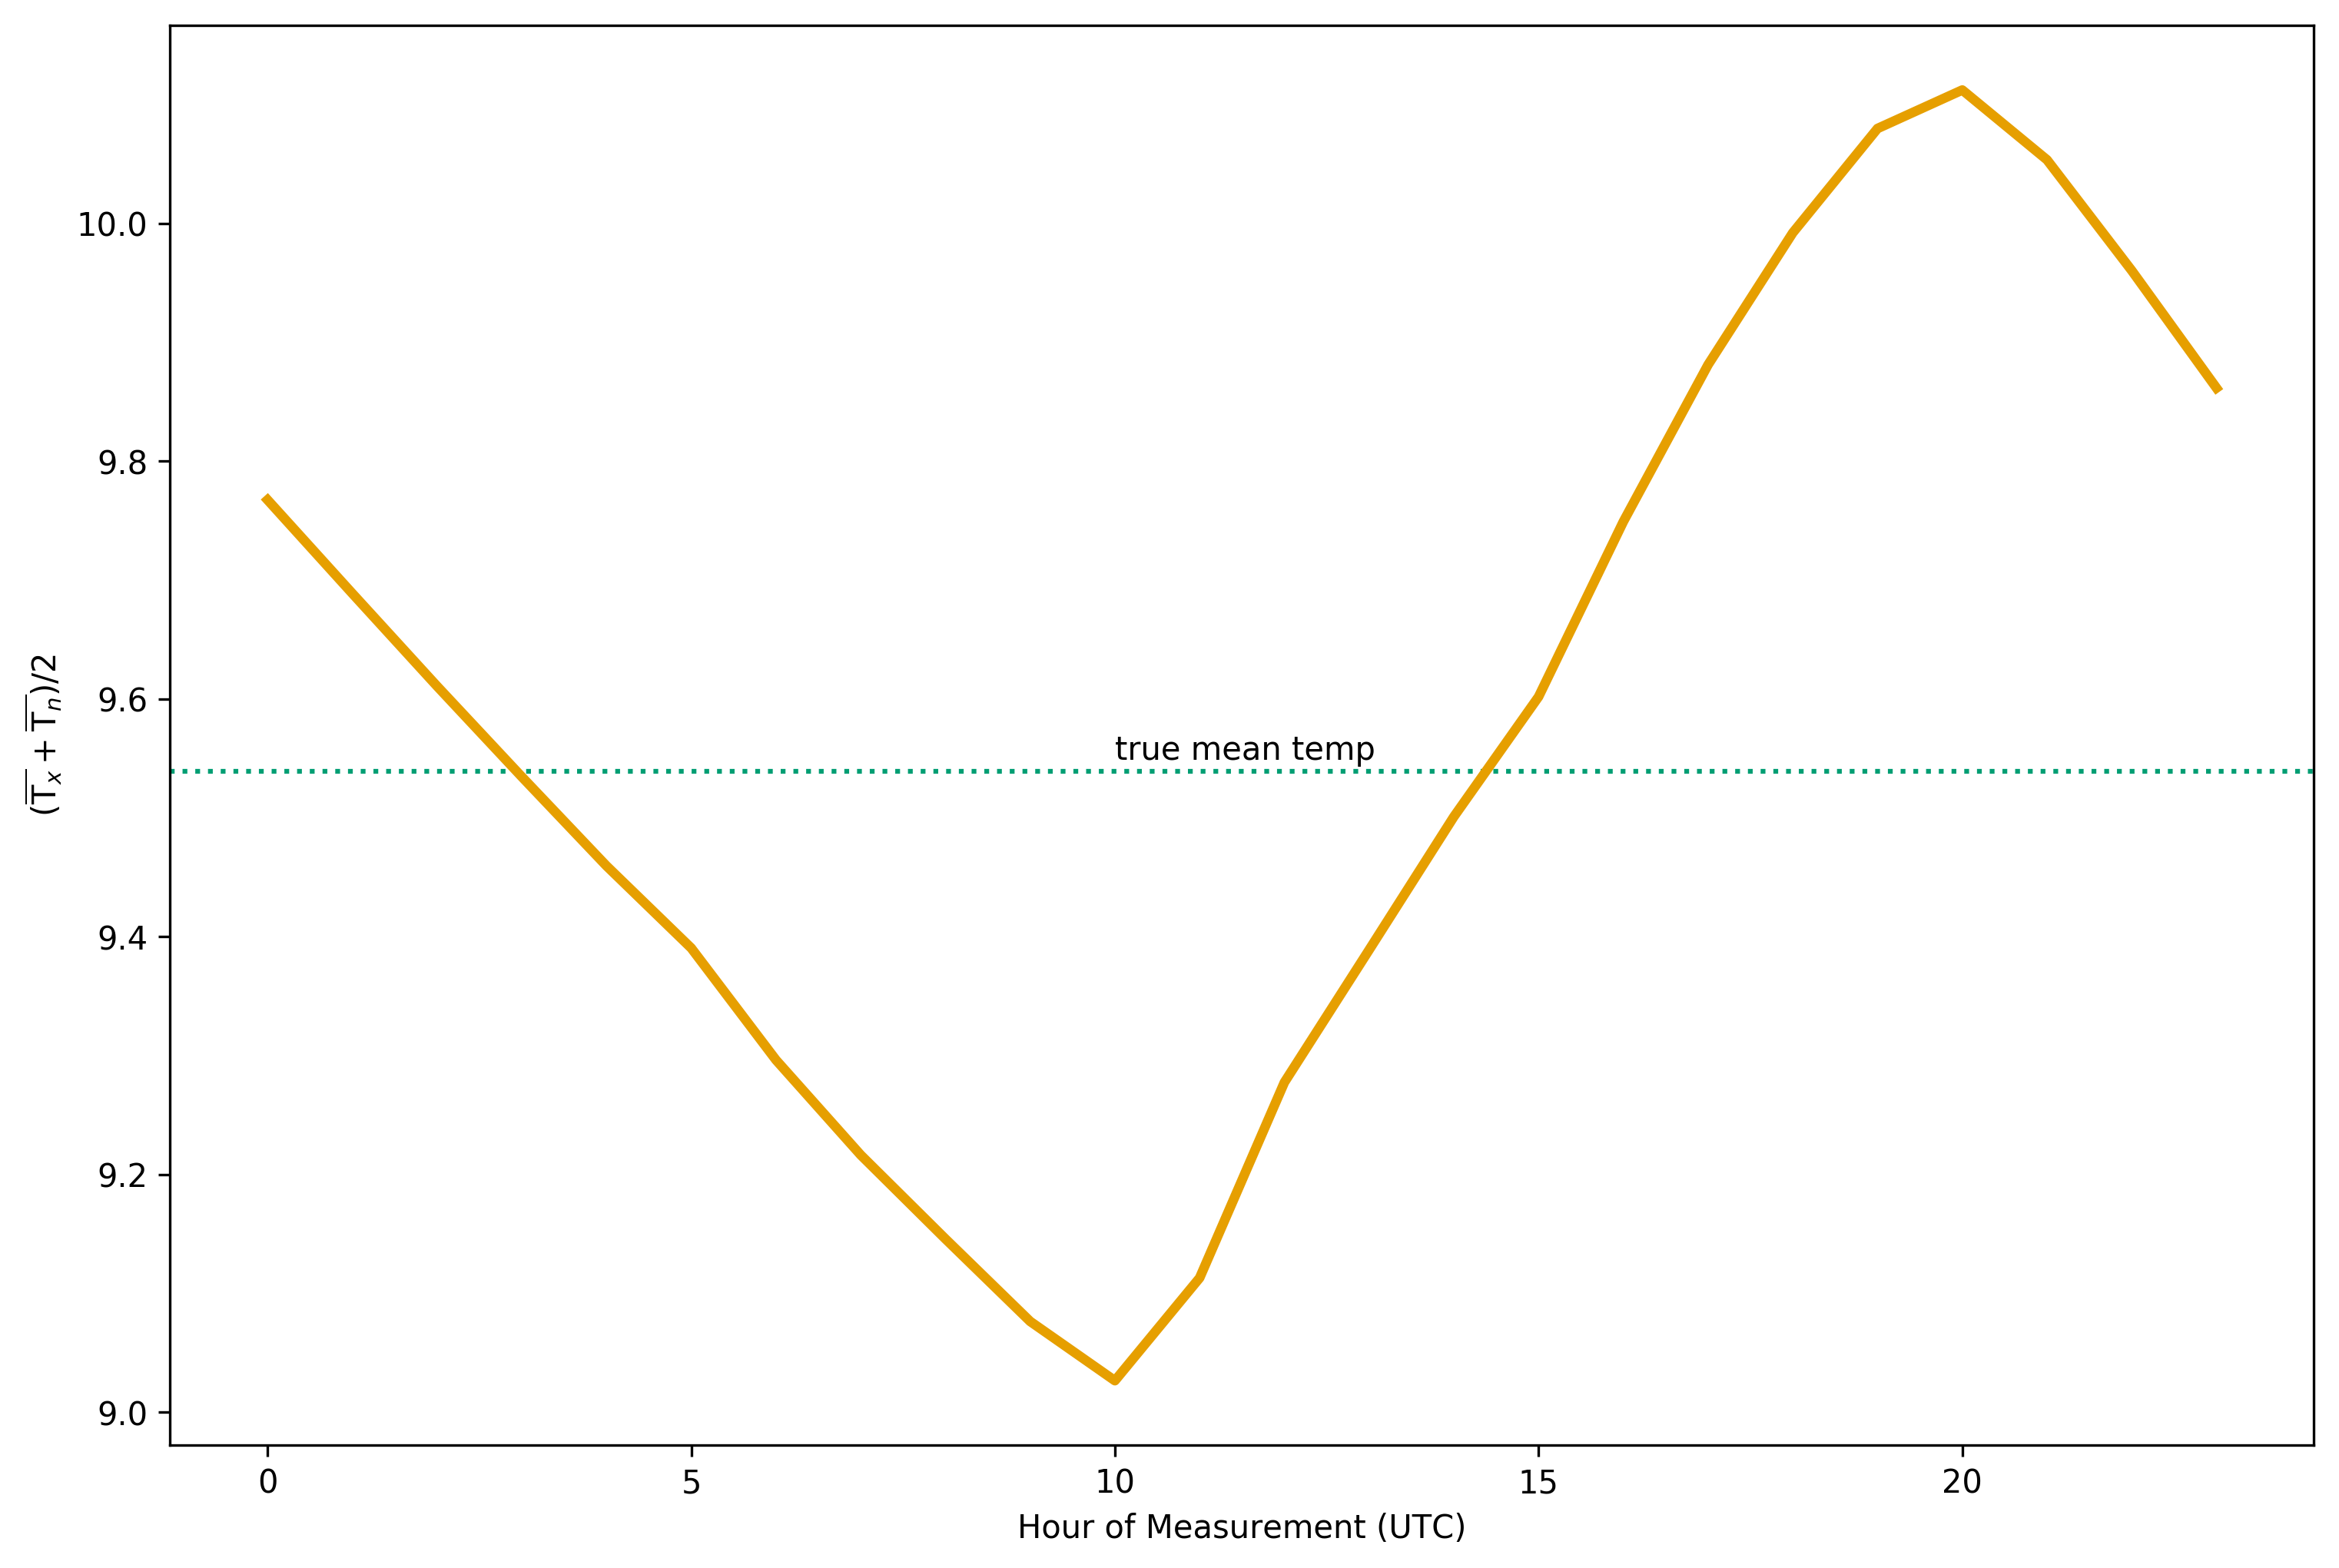 10.0
9.8
9.6
9.4
9.2
9.0
(T̅ₓ + T̅ₙ)/2
true mean temp
0 5 10 15 20
Hour of Measurement (UTC)